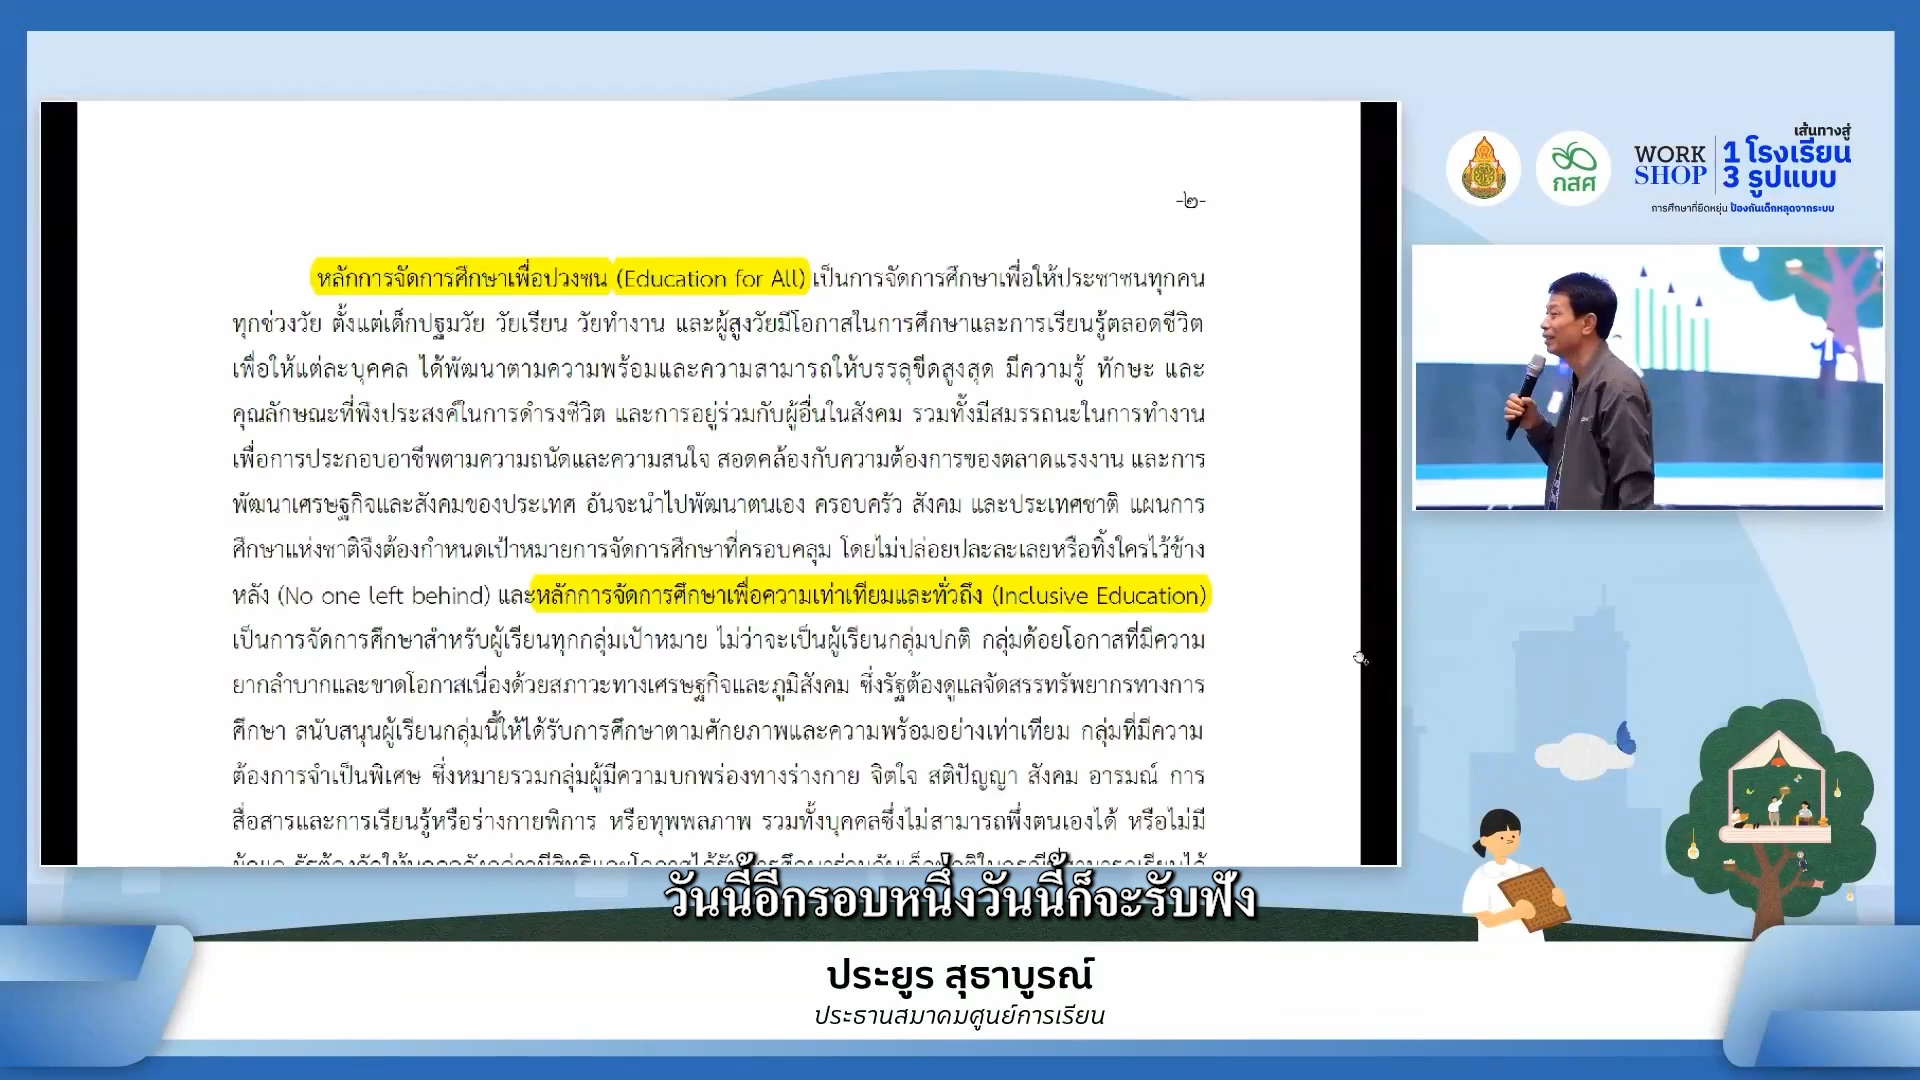 -๒-
หลักการจัดการศึกษาเพื่อปวงชน (Education for All) เป็นการจัดการศึกษาเพื่อให้ประชาชนทุกคน
ทุกช่วงวัย ตั้งแต่เด็กปฐมวัย วัยเรียน วัยทำงาน และผู้สูงวัยมีโอกาสในการศึกษาและการเรียนรู้ตลอดชีวิต
เพื่อให้แต่ละบุคคล ได้พัฒนาตามความพร้อมและความสามารถให้บรรลุขีดสูงสุด มีความรู้ ทักษะ และ
คุณลักษณะที่พึงประสงค์ในการดำรงชีวิต และการอยู่ร่วมกับผู้อื่นในสังคม รวมทั้งมีสมรรถนะในการทำงาน
เพื่อการประกอบอาชีพตามความถนัดและความสนใจ สอดคล้องกับความต้องการของตลาดแรงงาน และการ
พัฒนาเศรษฐกิจและสังคมของประเทศ อันจะนำไปพัฒนาตนเอง ครอบครัว สังคม และประเทศชาติ แผนการ
ศึกษาแห่งชาติจึงต้องกำหนดเป้าหมายการจัดการศึกษาที่ครอบคลุม โดยไม่ปล่อยปละละเลยหรือทิ้งใครไว้ข้าง
หลัง (No one left behind) และหลักการจัดการศึกษาเพื่อความเท่าเทียมและทั่วถึง (Inclusive Education)
เป็นการจัดการศึกษาสำหรับผู้เรียนทุกกลุ่มเป้าหมาย ไม่ว่าจะเป็นผู้เรียนกลุ่มปกติ กลุ่มด้อยโอกาสที่มีความ
ยากลำบากและขาดโอกาสเนื่องด้วยสภาวะทางเศรษฐกิจและภูมิสังคม ซึ่งรัฐต้องดูแลจัดสรรทรัพยากรทางการ
ศึกษา สนับสนุนผู้เรียนกลุ่มนี้ให้ได้รับการศึกษาตามศักยภาพและความพร้อมอย่างเท่าเทียม กลุ่มที่มีความ
ต้องการจำเป็นพิเศษ ซึ่งหมายรวมกลุ่มผู้มีความบกพร่องทางร่างกาย จิตใจ สติปัญญา สังคม อารมณ์ การ
สื่อสารและการเรียนรู้หรือร่างกายพิการ หรือทุพพลภาพ รวมทั้งบุคคลซึ่งไม่สามารถพึ่งตนเองได้ หรือไม่มี
กสศ
WORK
SHOP
เส้นทางสู่
1 โรงเรียน
3 รูปแบบ
การศึกษาที่ยืดหยุ่น ป้องกันเด็กหลุดจากระบบ
วันนี้อีกรอบหนึ่งวันนี้ก็จะรับฟัง
ประยูร สุธาบูรณ์
ประธานสมาคมศูนย์การเรียน